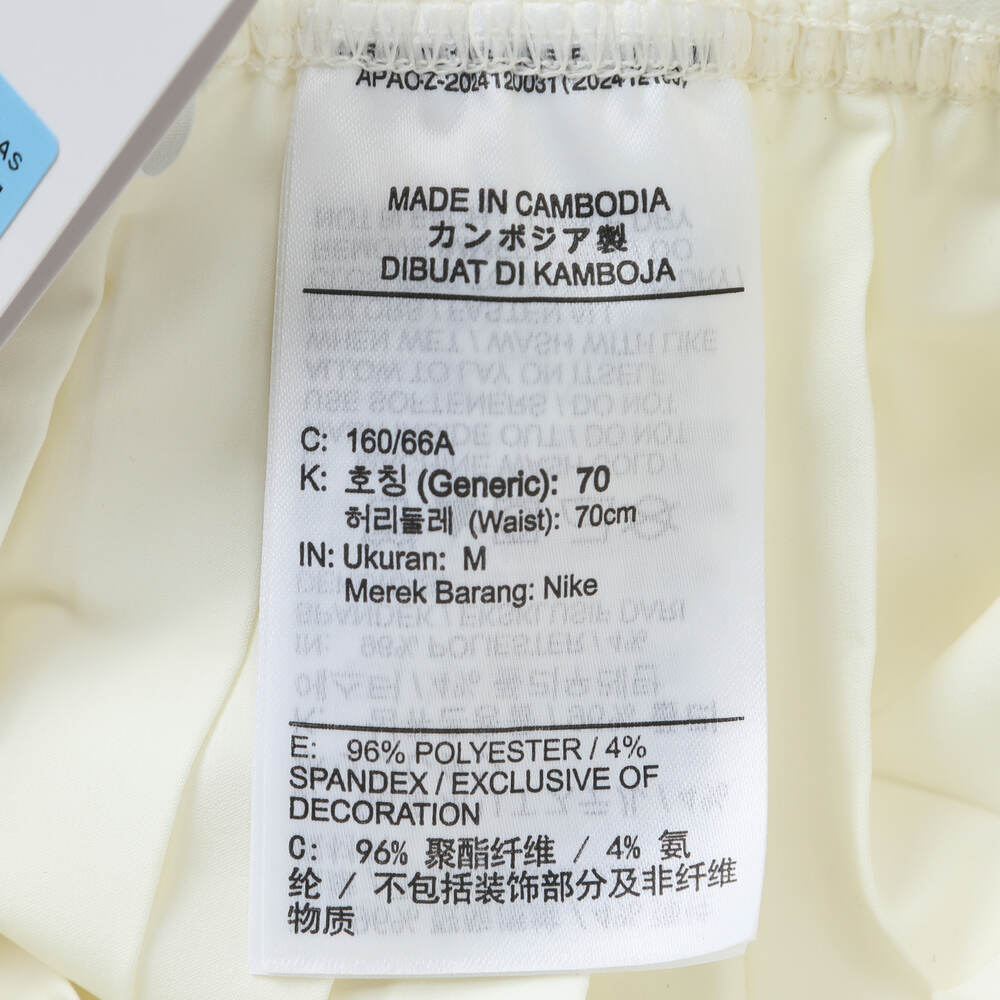 AS
MADE IN CAMBODIA
カンボジア製
DIBUAT DI KAMBOJA
C: 160/66A
K: 호칭 (Generic): 70
허리둘레 (Waist): 70cm
IN: Ukuran: M
Merek Barang: Nike
E: 96% POLYESTER / 4%
SPANDEX / EXCLUSIVE OF
DECORATION
C: 96% 聚酯纤维 / 4% 氨
纶 / 不包括装饰部分及非纤维
物质